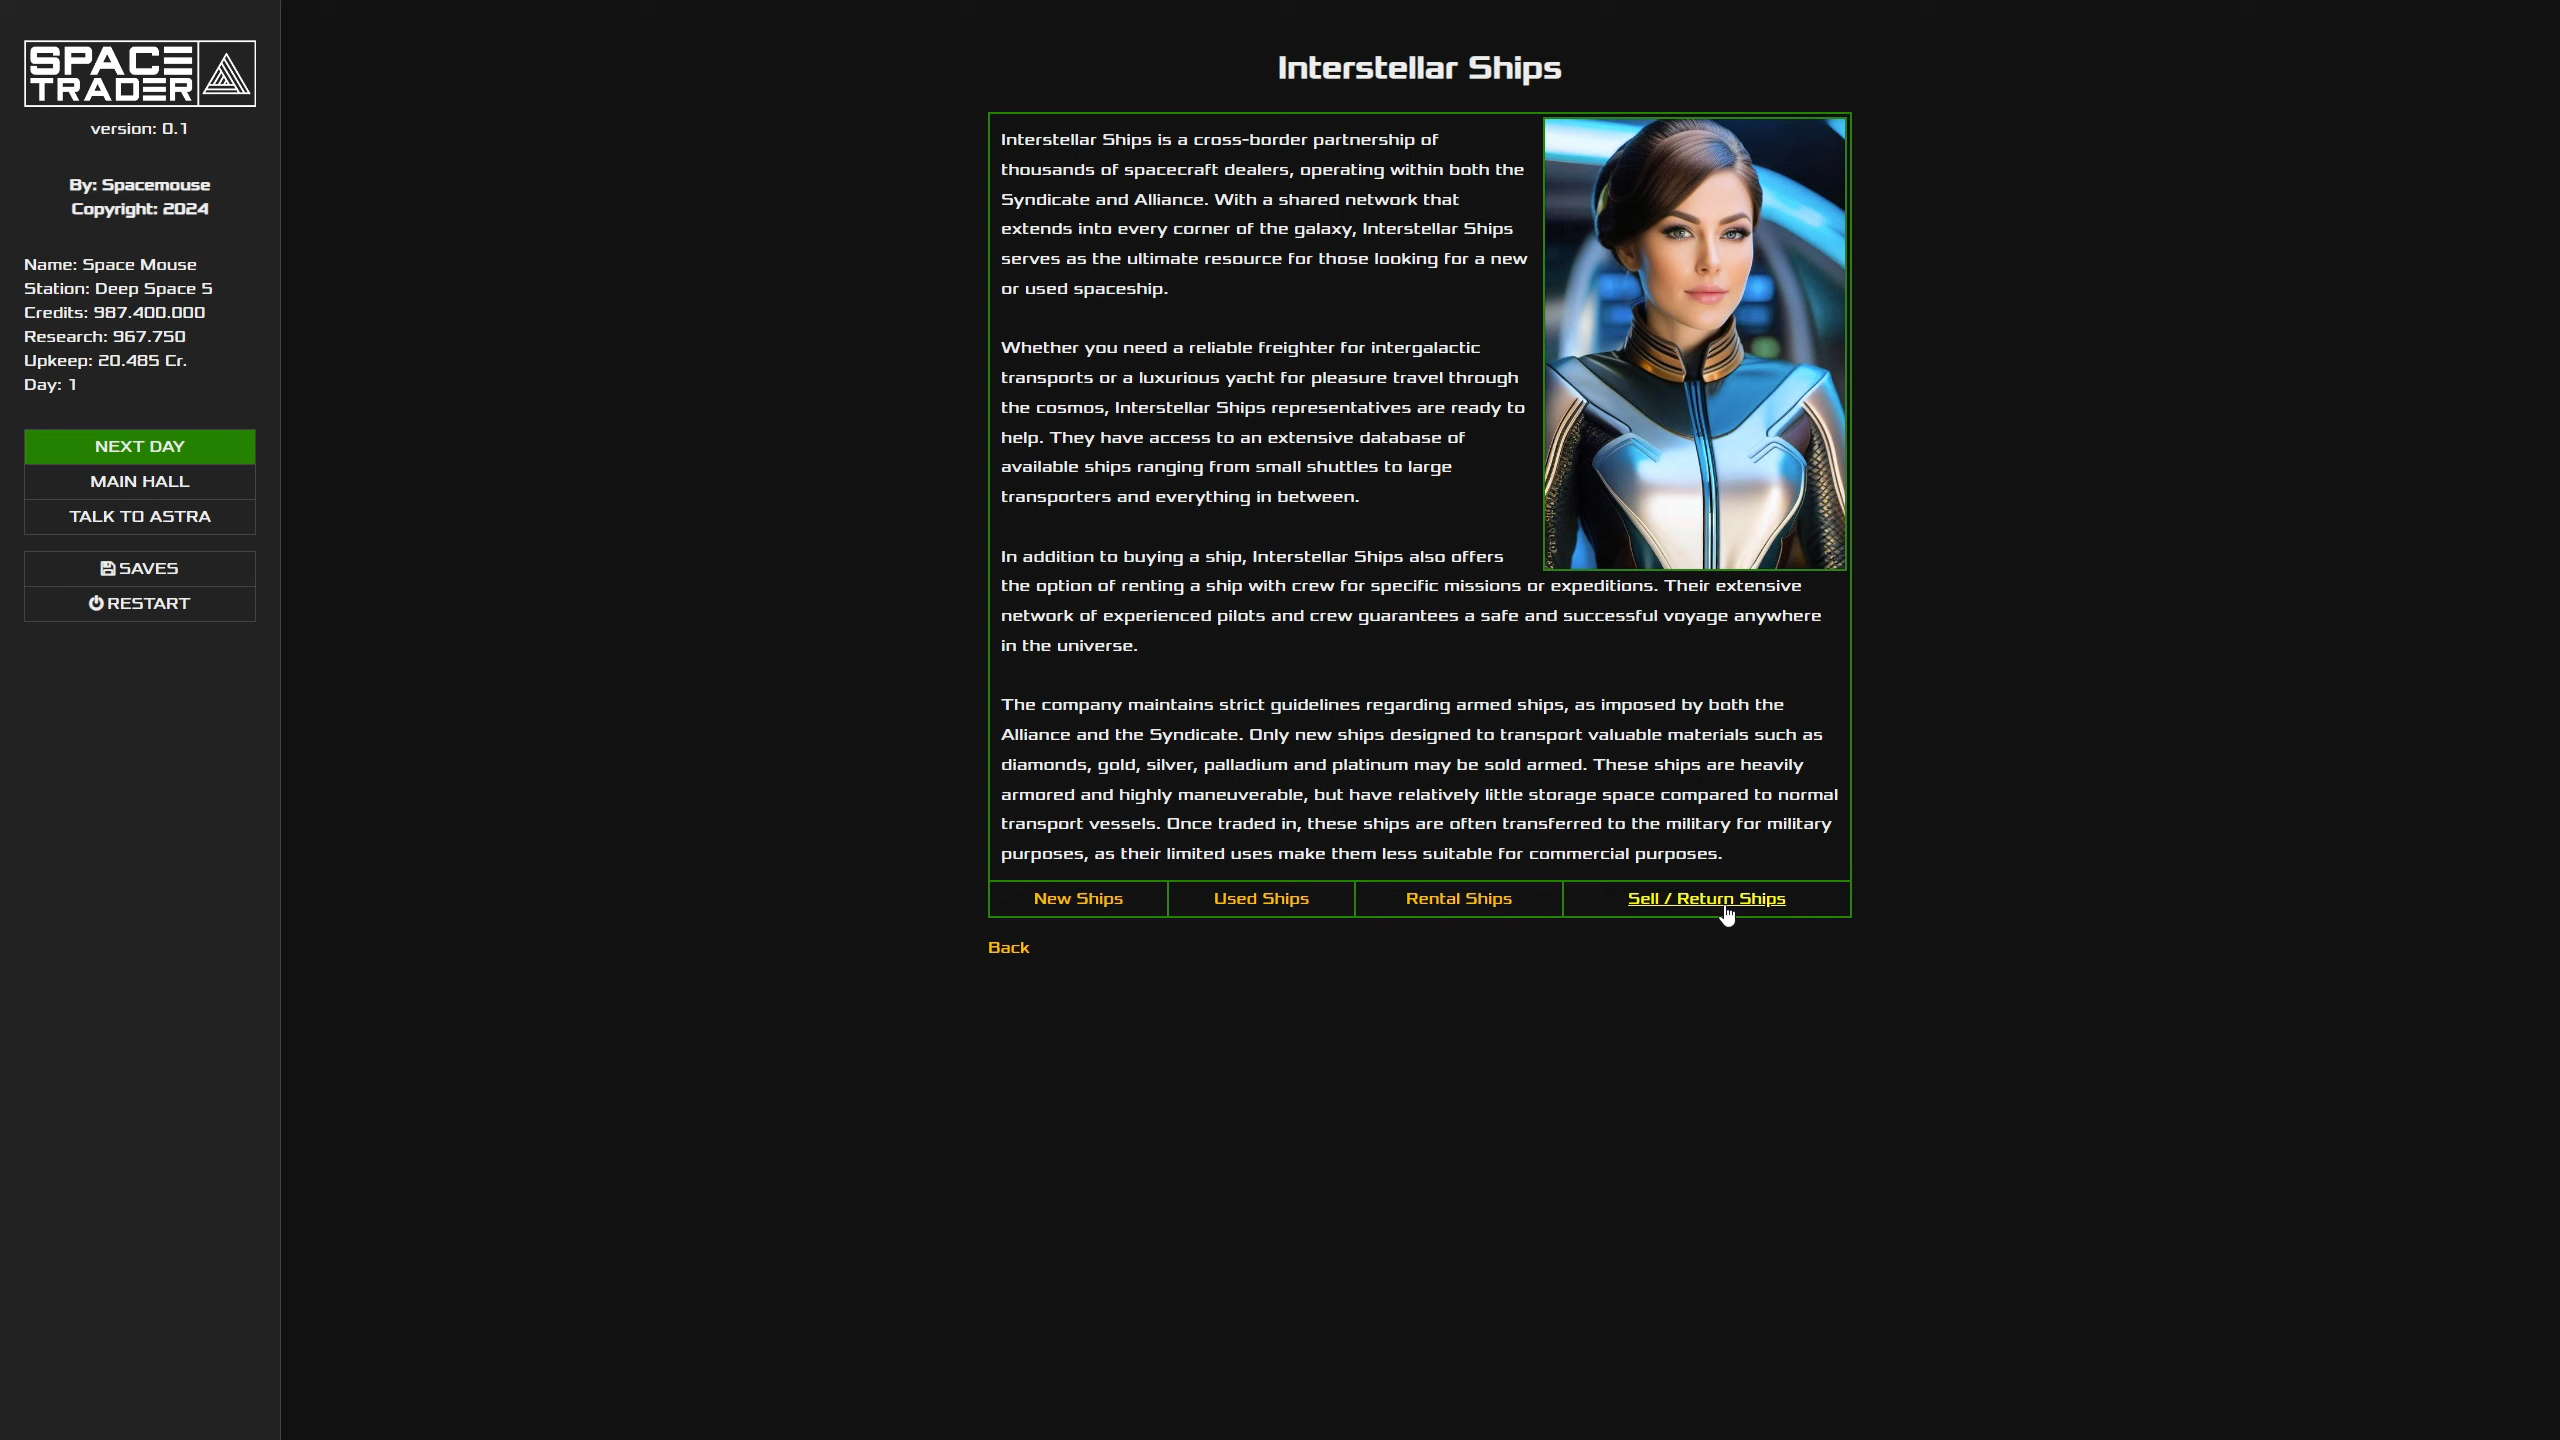 SPACE
TRADER
version: 0.1
By: Spacemouse
Copyright: 2024
Name: Space Mouse
Station: Deep Space 5
Credits: 987.400.000
Research: 967.750
Upkeep: 20.485 Cr.
Day: 1
NEXT DAY
MAIN HALL
TALK TO ASTRA
SAVES
RESTART
Interstellar Ships
Interstellar Ships is a cross-border partnership of
thousands of spacecraft dealers, operating within both the
Syndicate and Alliance. With a shared network that
extends into every corner of the galaxy, Interstellar Ships
serves as the ultimate resource for those looking for a new
or used spaceship.
Whether you need a reliable freighter for intergalactic
transports or a luxurious yacht for pleasure travel through
the cosmos, Interstellar Ships representatives are ready to
help. They have access to an extensive database of
available ships ranging from small shuttles to large
transporters and everything in between.
In addition to buying a ship, Interstellar Ships also offers
the option of renting a ship with crew for specific missions or expeditions. Their extensive
network of experienced pilots and crew guarantees a safe and successful voyage anywhere
in the universe.
The company maintains strict guidelines regarding armed ships, as imposed by both the
Alliance and the Syndicate. Only new ships designed to transport valuable materials such as
diamonds, gold, silver, palladium and platinum may be sold armed. These ships are heavily
armored and highly maneuverable, but have relatively little storage space compared to normal
transport vessels. Once traded in, these ships are often transferred to the military for military
purposes, as their limited uses make them less suitable for commercial purposes.
New Ships
Used Ships
Rental Ships
Sell / Return Ships
Back